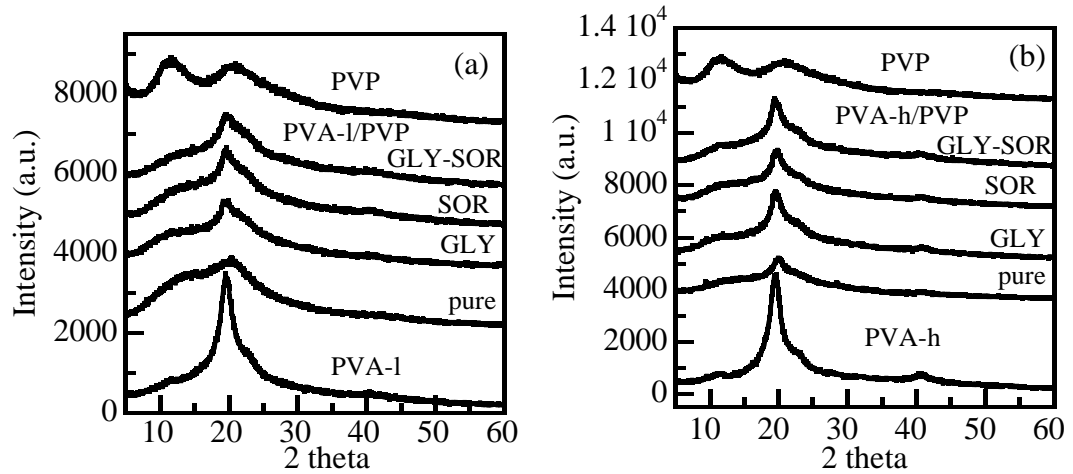 (a)
PVP
PVA-l/PVP
GLY-SOR
SOR
GLY
pure
PVA-l
8000
6000
4000
2000
0
10 20 30 40 50 60
2 theta
Intensity (a.u.)
(b)
PVP
PVA-h/PVP
GLY-SOR
SOR
GLY
pure
PVA-h
1.4 10^4
1.2 10^4
1 10^4
8000
6000
4000
2000
0
10 20 30 40 50 60
2 theta
Intensity (a.u.)